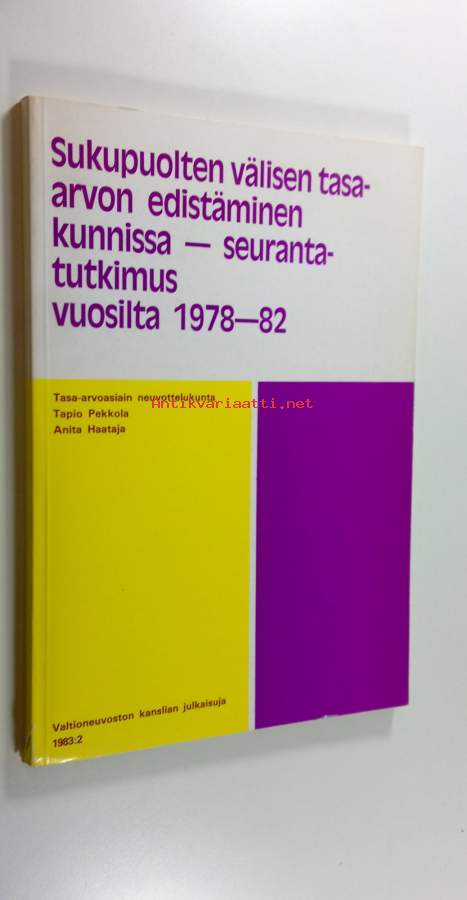 Sukupuolten välisen tasa-
arvon edistäminen
kunnissa — seuranta-
tutkimus
vuosilta 1978—82
Tasa-arvoasiain neuvottelukunta
Antikvariaatti.net
Tapio Pekkola
Anita Haataja
Valtioneuvoston kanslian julkaisuja
1983:2